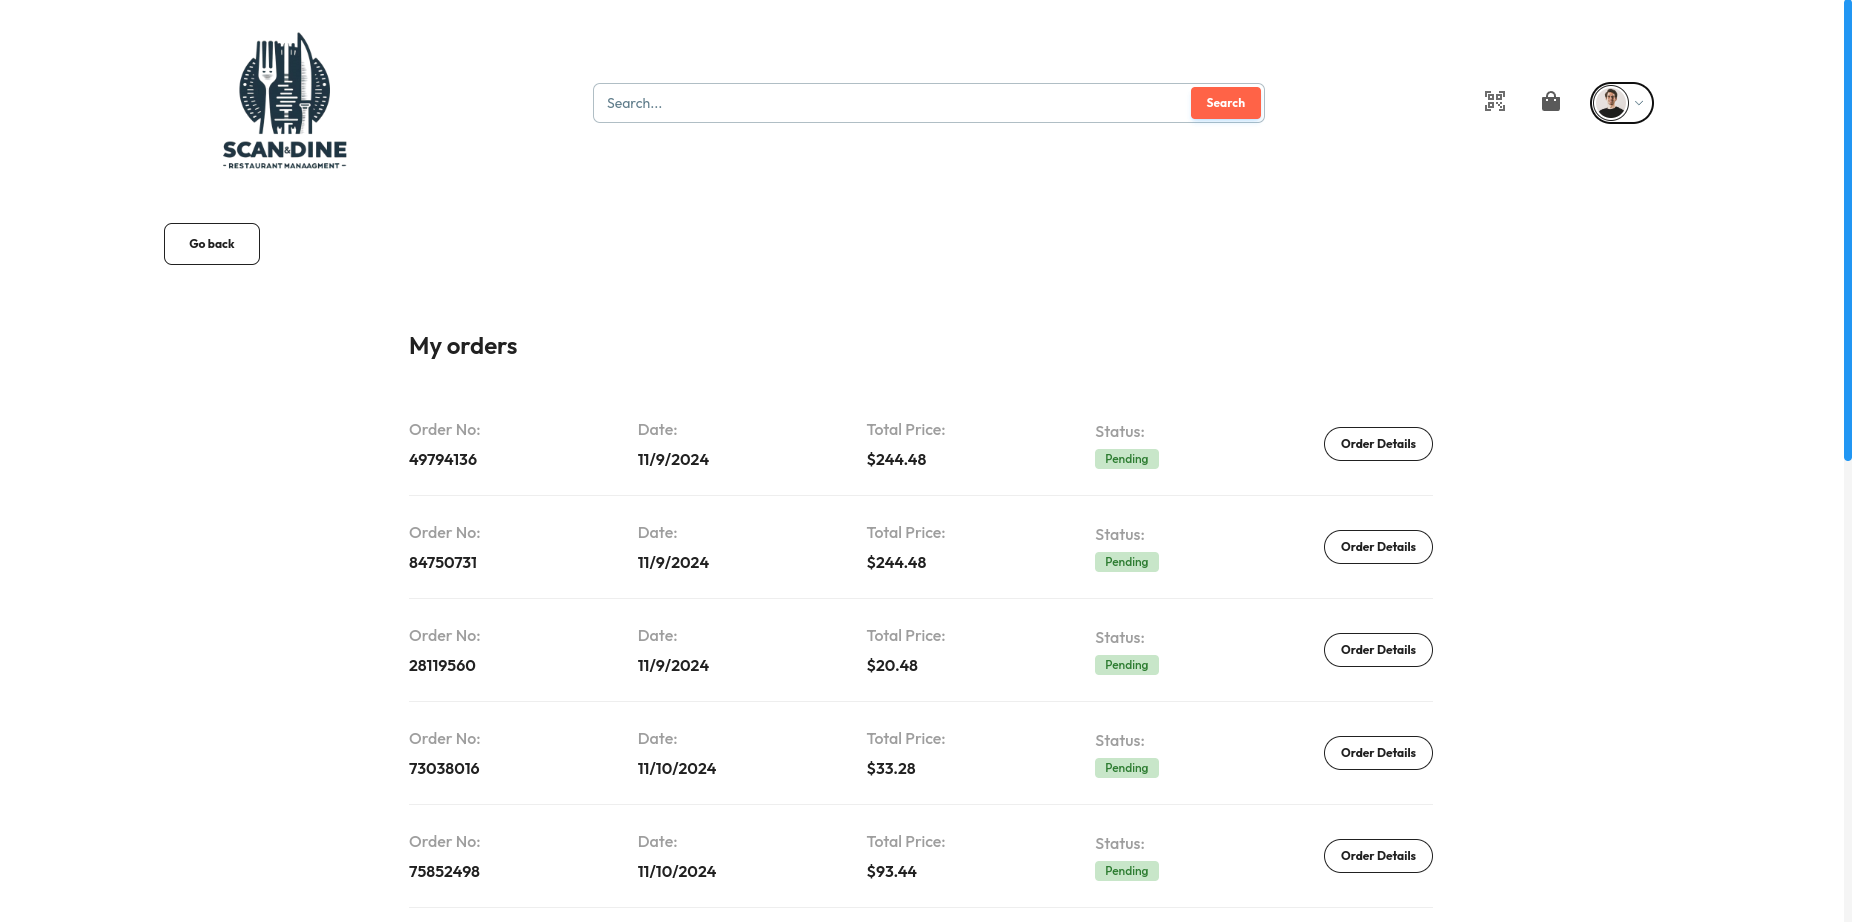 SCAN&DINE
- RESTAURANT MANAAGMENT -
Search...
Search
Go back
My orders
Order No: Date: Total Price: Status:
49794136 11/9/2024 $244.48 Pending Order Details
Order No: Date: Total Price: Status:
84750731 11/9/2024 $244.48 Pending Order Details
Order No: Date: Total Price: Status:
28119560 11/9/2024 $20.48 Pending Order Details
Order No: Date: Total Price: Status:
73038016 11/10/2024 $33.28 Pending Order Details
Order No: Date: Total Price: Status:
75852498 11/10/2024 $93.44 Pending Order Details